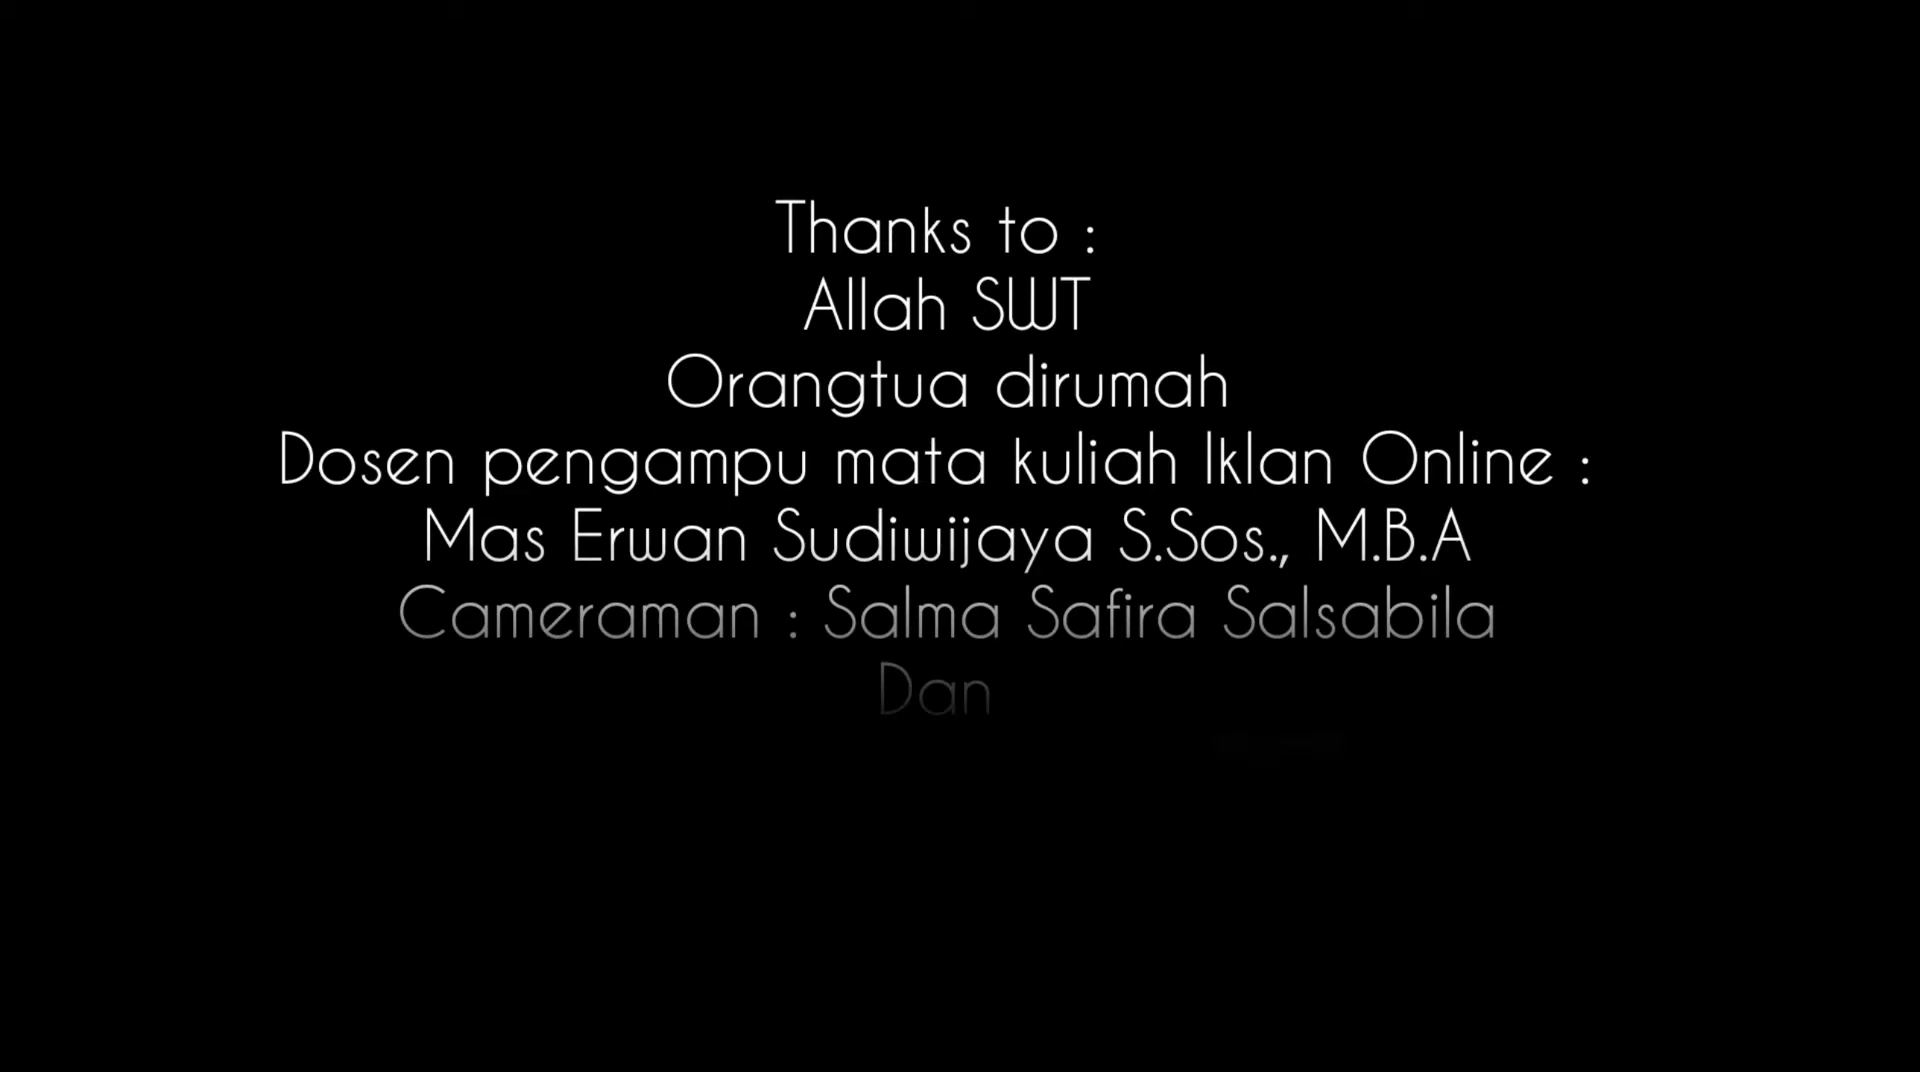 Thanks to :
Allah SWT
Orangtua dirumah
Dosen pengampu mata kuliah Iklan Online :
Mas Erwan Sudiwijaya S.Sos., M.B.A
Cameraman : Salma Safira Salsabila
Dan